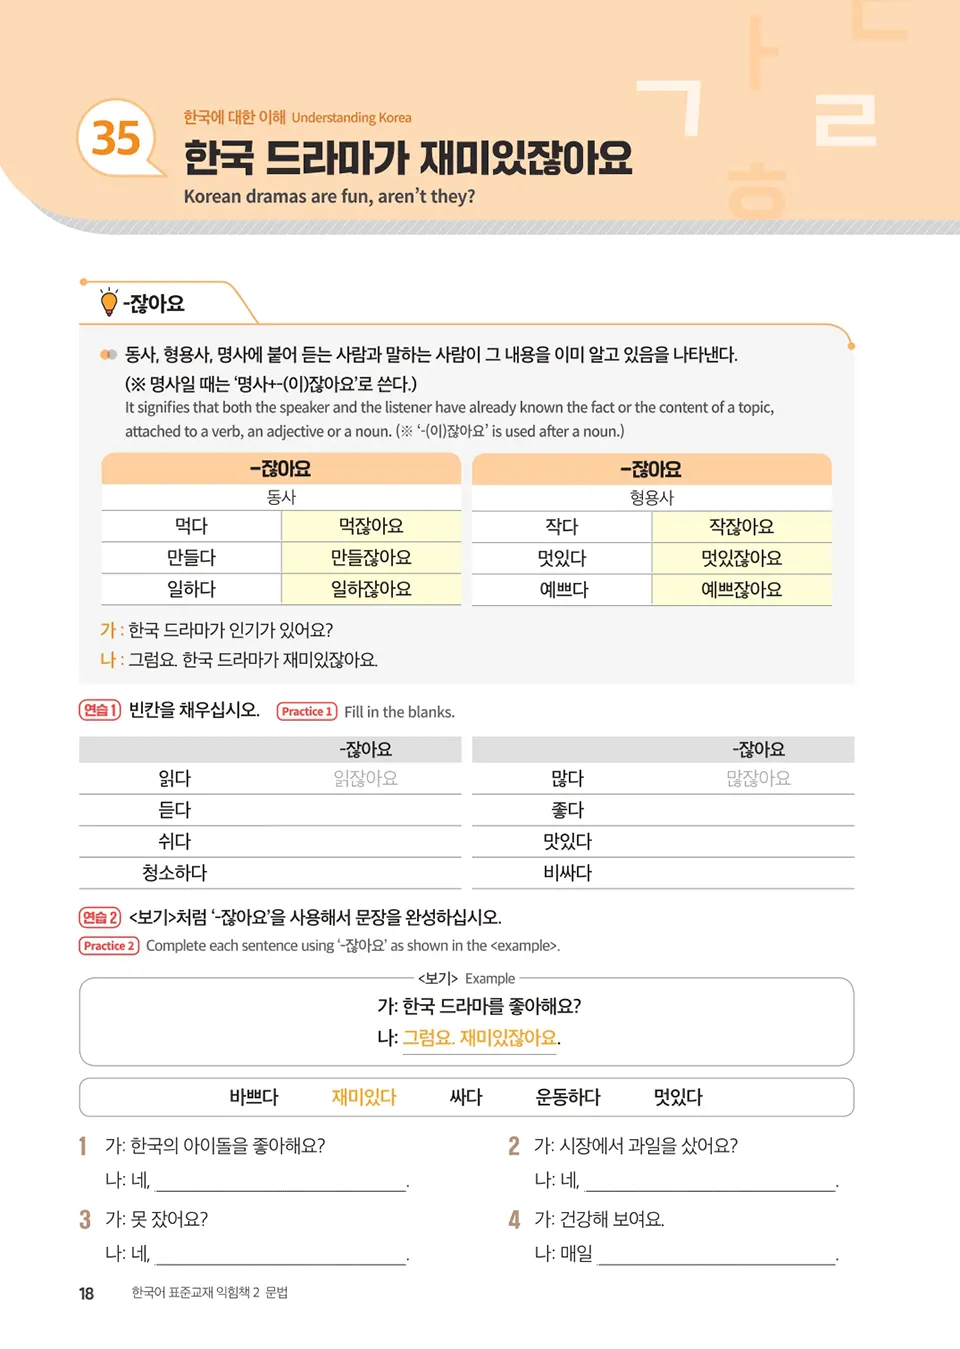 35
한국에 대한 이해 Understanding Korea
한국 드라마가 재미있잖아요
Korean dramas are fun, aren't they?
ㅏ ㄷ ㄱ ㄹ ㅎ
-잖아요
동사, 형용사, 명사에 붙어 듣는 사람과 말하는 사람이 그 내용을 이미 알고 있음을 나타낸다.
(※ 명사일 때는 '명사+-(이)잖아요'로 쓴다.)
It signifies that both the speaker and the listener have already known the fact or the content of a topic,
attached to a verb, an adjective or a noun. (※ '-(이)잖아요' is used after a noun.)
-잖아요 -잖아요
동사 형용사
먹다 먹잖아요 작다 작잖아요
만들다 만들잖아요 멋있다 멋있잖아요
일하다 일하잖아요 예쁘다 예쁘잖아요
가 : 한국 드라마가 인기가 있어요?
나 : 그럼요. 한국 드라마가 재미있잖아요.
연습 1 빈칸을 채우십시오. Practice 1 Fill in the blanks.
-잖아요 -잖아요
읽다 읽잖아요 많다 많잖아요
듣다 좋다
쉬다 맛있다
청소하다 비싸다
연습 2 <보기>처럼 '-잖아요'을 사용해서 문장을 완성하십시오.
Practice 2 Complete each sentence using '-잖아요' as shown in the <example>.
<보기> Example
가: 한국 드라마를 좋아해요?
나: 그럼요. 재미있잖아요.
바쁘다 재미있다 싸다 운동하다 멋있다
1 가: 한국의 아이돌을 좋아해요?
나: 네, ______.
2 가: 시장에서 과일을 샀어요?
나: 네, ______.
3 가: 못 잤어요?
나: 네, ______.
4 가: 건강해 보여요.
나: 매일 ______.
18 한국어 표준교재 익힘책 2 문법